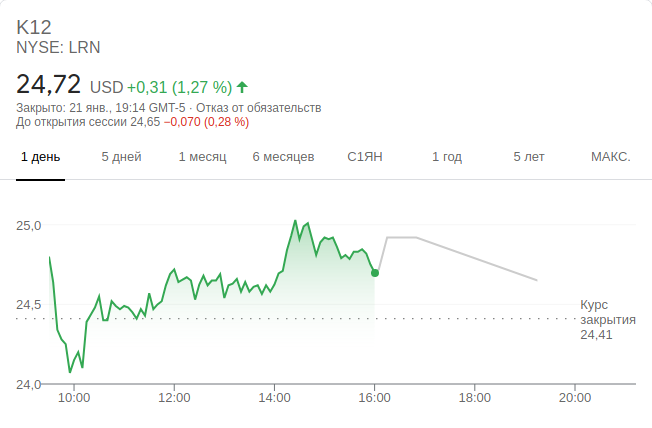 K12
NYSE: LRN
24,72 USD +0,31 (1,27 %)
Закрыто: 21 янв., 19:14 GMT-5 · Отказ от обязательств
До открытия сессии 24,65 −0,070 (0,28 %)
1 день 5 дней 1 месяц 6 месяцев С1ЯН 1 год 5 лет МАКС.
25,0
24,5
Курс
закрытия
24,41
24,0
10:00 12:00 14:00 16:00 18:00 20:00